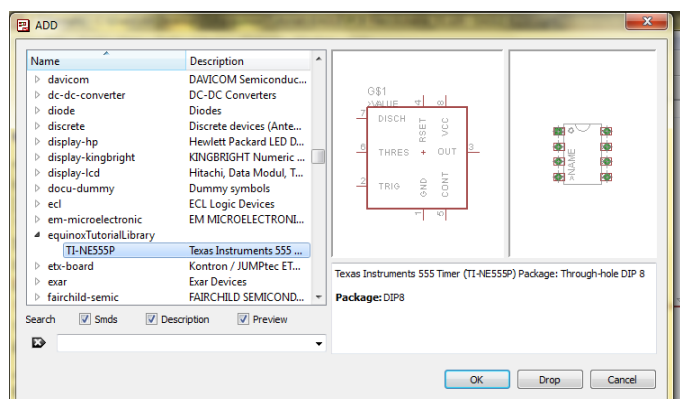 ADD
Name Description
davicom DAVICOM Semiconduc...
dc-dc-converter DC-DC Converters
diode Diodes
discrete Discrete devices (Ante...
display-hp Hewlett Packard LED D...
display-kingbright KINGBRIGHT Numeric ...
display-lcd Hitachi, Data Modul, T...
docu-dummy Dummy symbols
ecl ECL Logic Devices
em-microelectronic EM MICROELECTRONI...
equinoxTutorialLibrary
TI-NE555P Texas Instruments 555 ...
etx-board Kontron / JUMPtec ET...
exar Exar Devices
fairchild-semic FAIRCHILD SEMICOND...
Search Smds Description Preview
G$1
>VALUE 4 8
7 DISCH RSET VCC
6 THRES OUT 3
2 TRIG GND CONT
1 5
>NAME
Texas Instruments 555 Timer (TI-NE555P) Package: Through-hole DIP 8
Package: DIP8
OK Drop Cancel